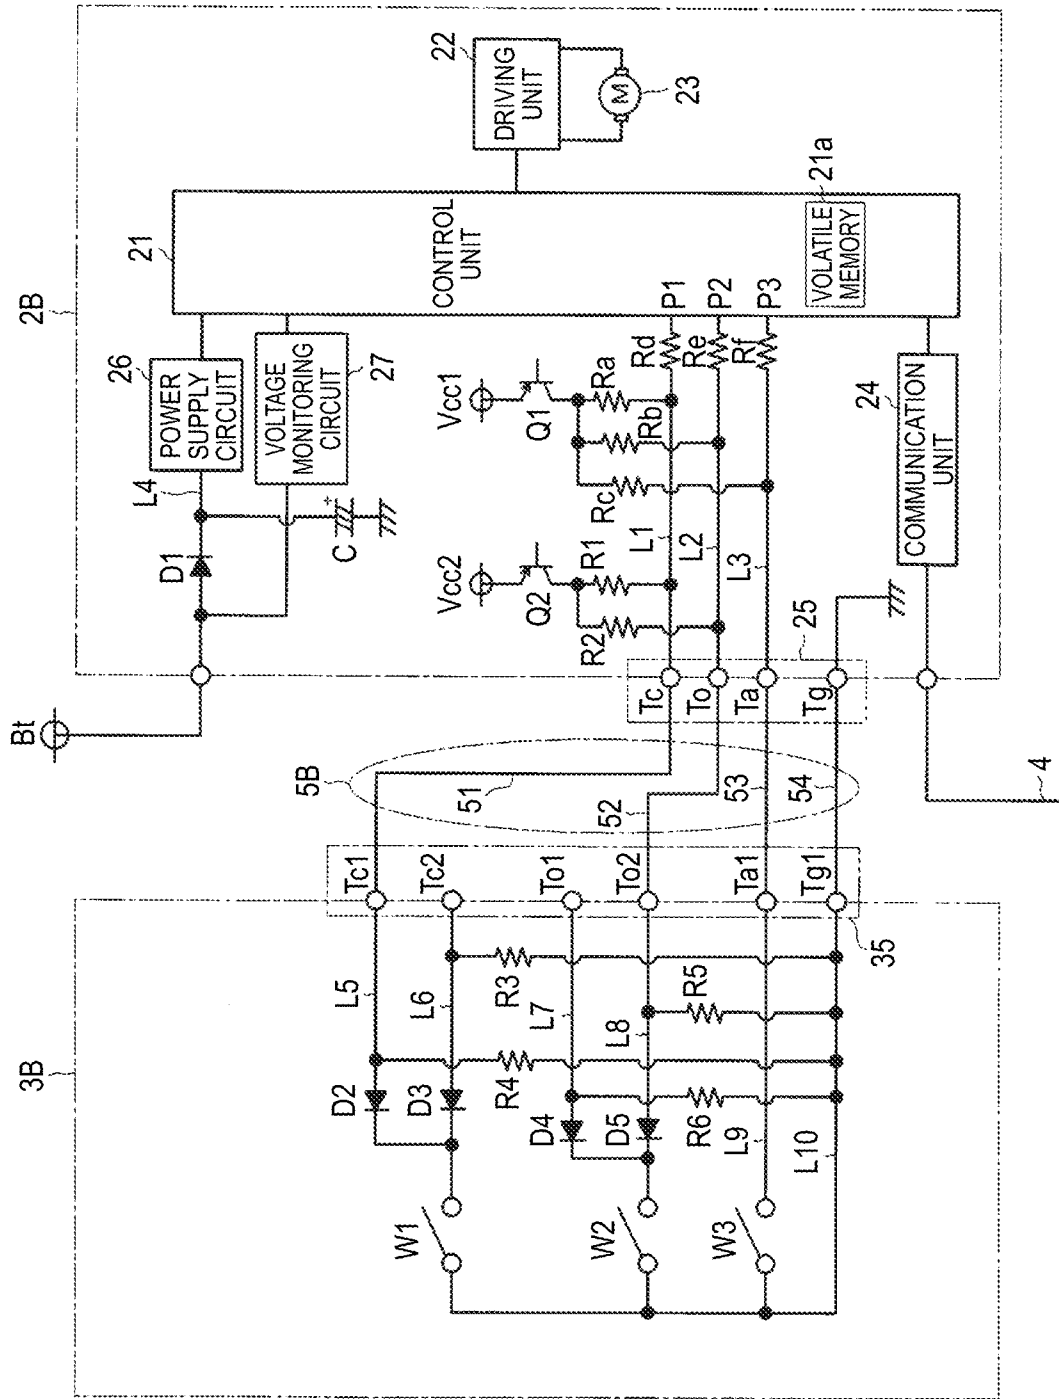 3B
W1
W2
W3
D2
D3
D4
D5
L5
L6
L7
L8
L9
L10
R3
R4
R5
R6
35
Tc1
Tc2
To1
To2
Ta1
Tg1
5B
51
52
53
54
4
Bt
2B
Tc
To
Ta
Tg
25
D1
L4
C
+
26
POWER
SUPPLY
CIRCUIT
VOLTAGE
MONITORING
CIRCUIT
27
Vcc2
Q2
R1
R2
Vcc1
Q1
Ra
Rb
Rc
L1
L2
L3
Rd
Re
Rf
P1
P2
P3
24
COMMUNICATION
UNIT
21
CONTROL
UNIT
VOLATILE
MEMORY
21a
22
DRIVING
UNIT
M
23